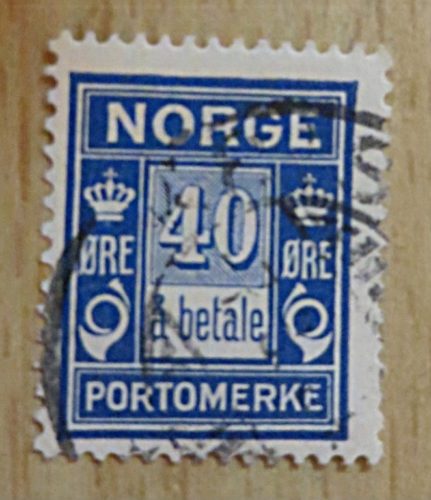 NORGE
40
ØRE ØRE
à betale
PORTOMERKE